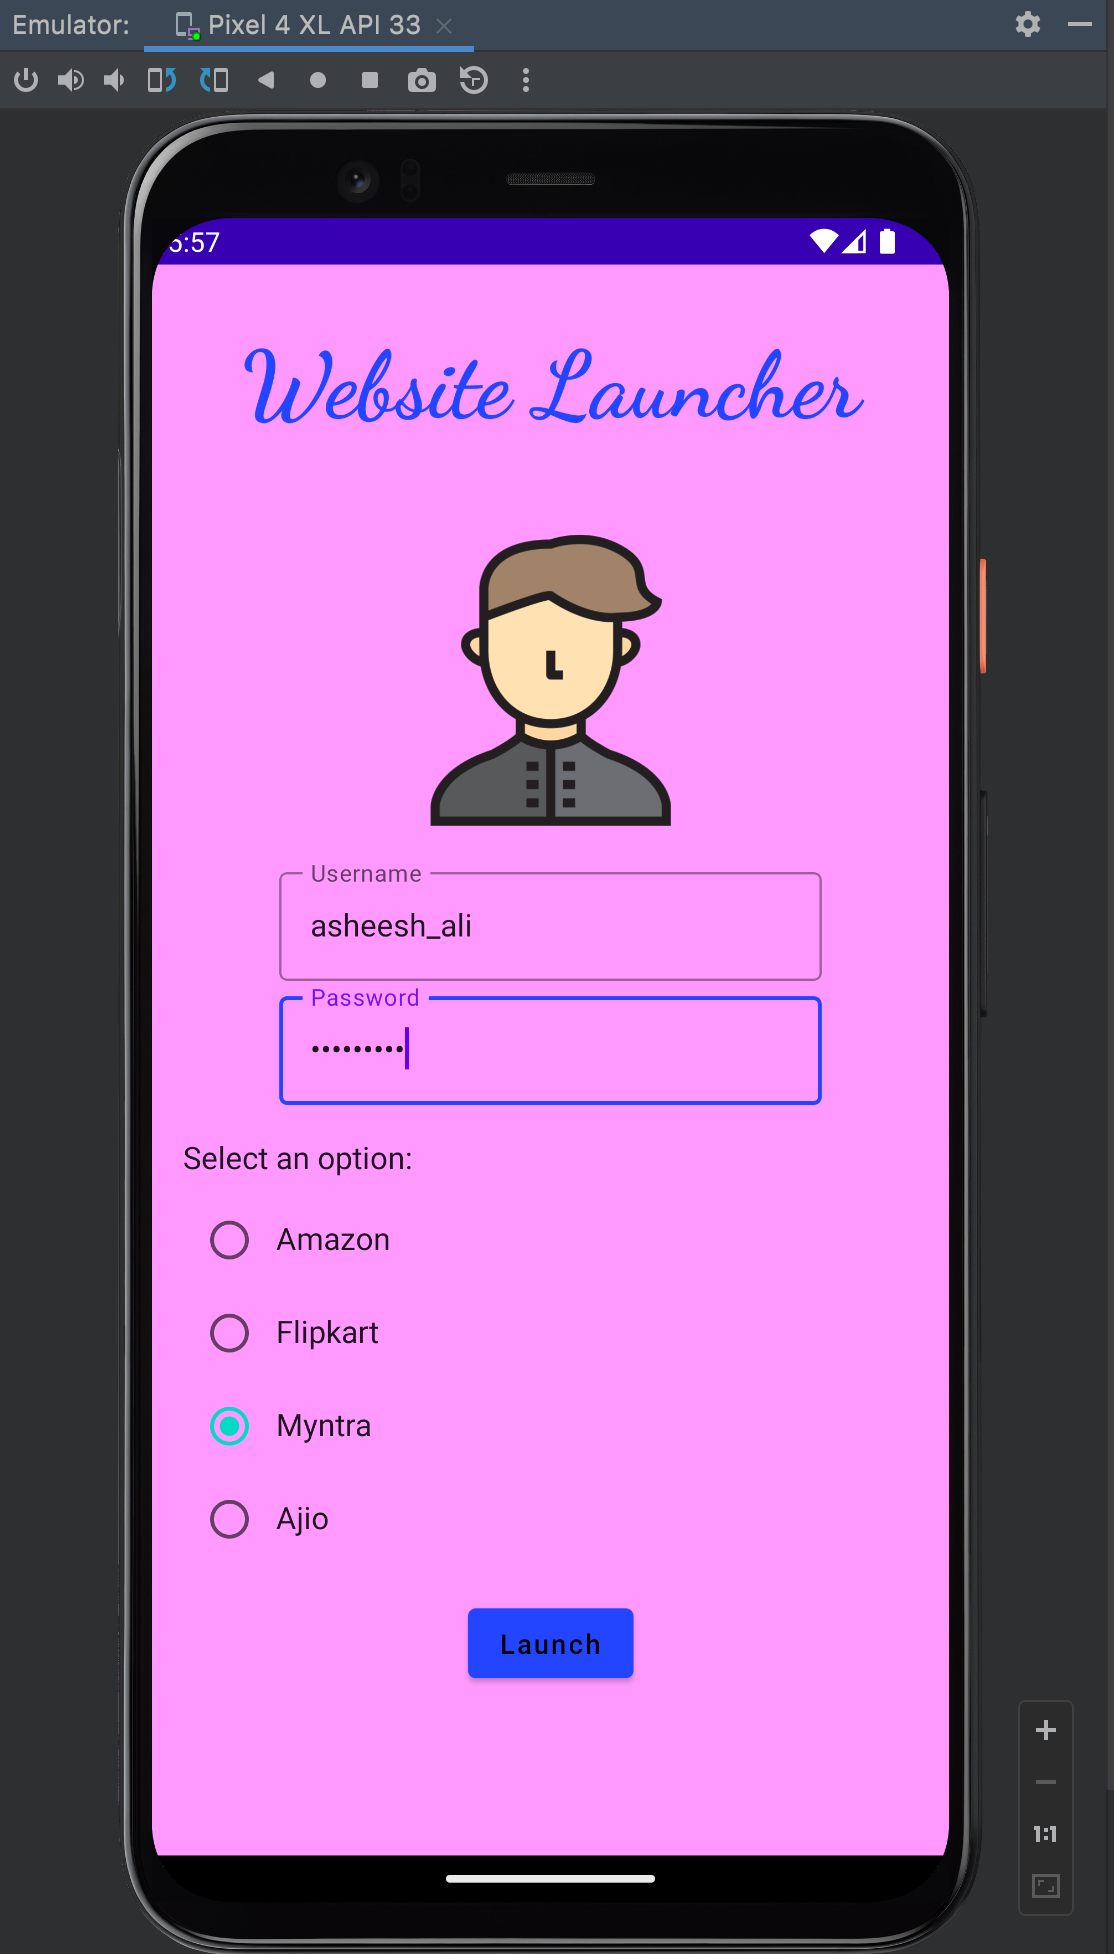 Emulator: Pixel 4 XL API 33
5:57
Website Launcher
Username
asheesh_ali
Password
•••••••••
Select an option:
Amazon
Flipkart
Myntra
Ajio
Launch
1:1